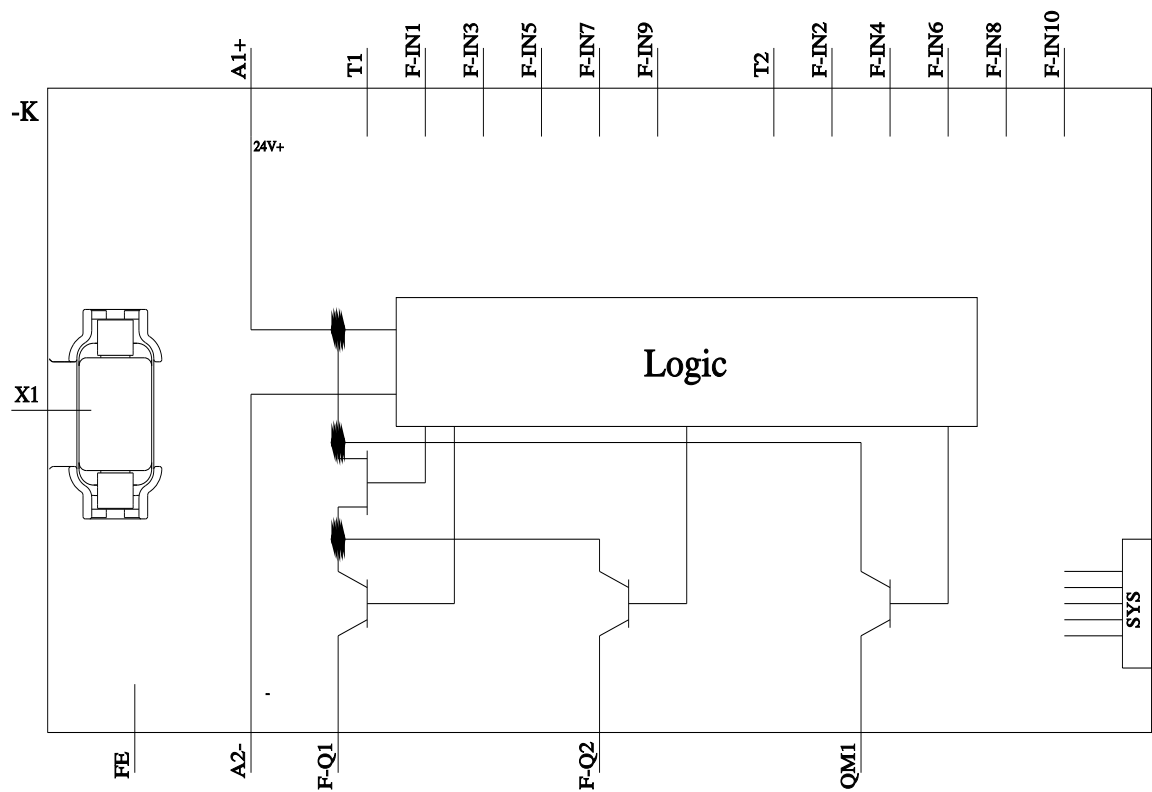 A1+
T1
F-IN1
F-IN3
F-IN5
F-IN7
F-IN9
T2
F-IN2
F-IN4
F-IN6
F-IN8
F-IN10
-K
24V+
Logic
X1
SYS
-
FE
A2-
F-Q1
F-Q2
QM1